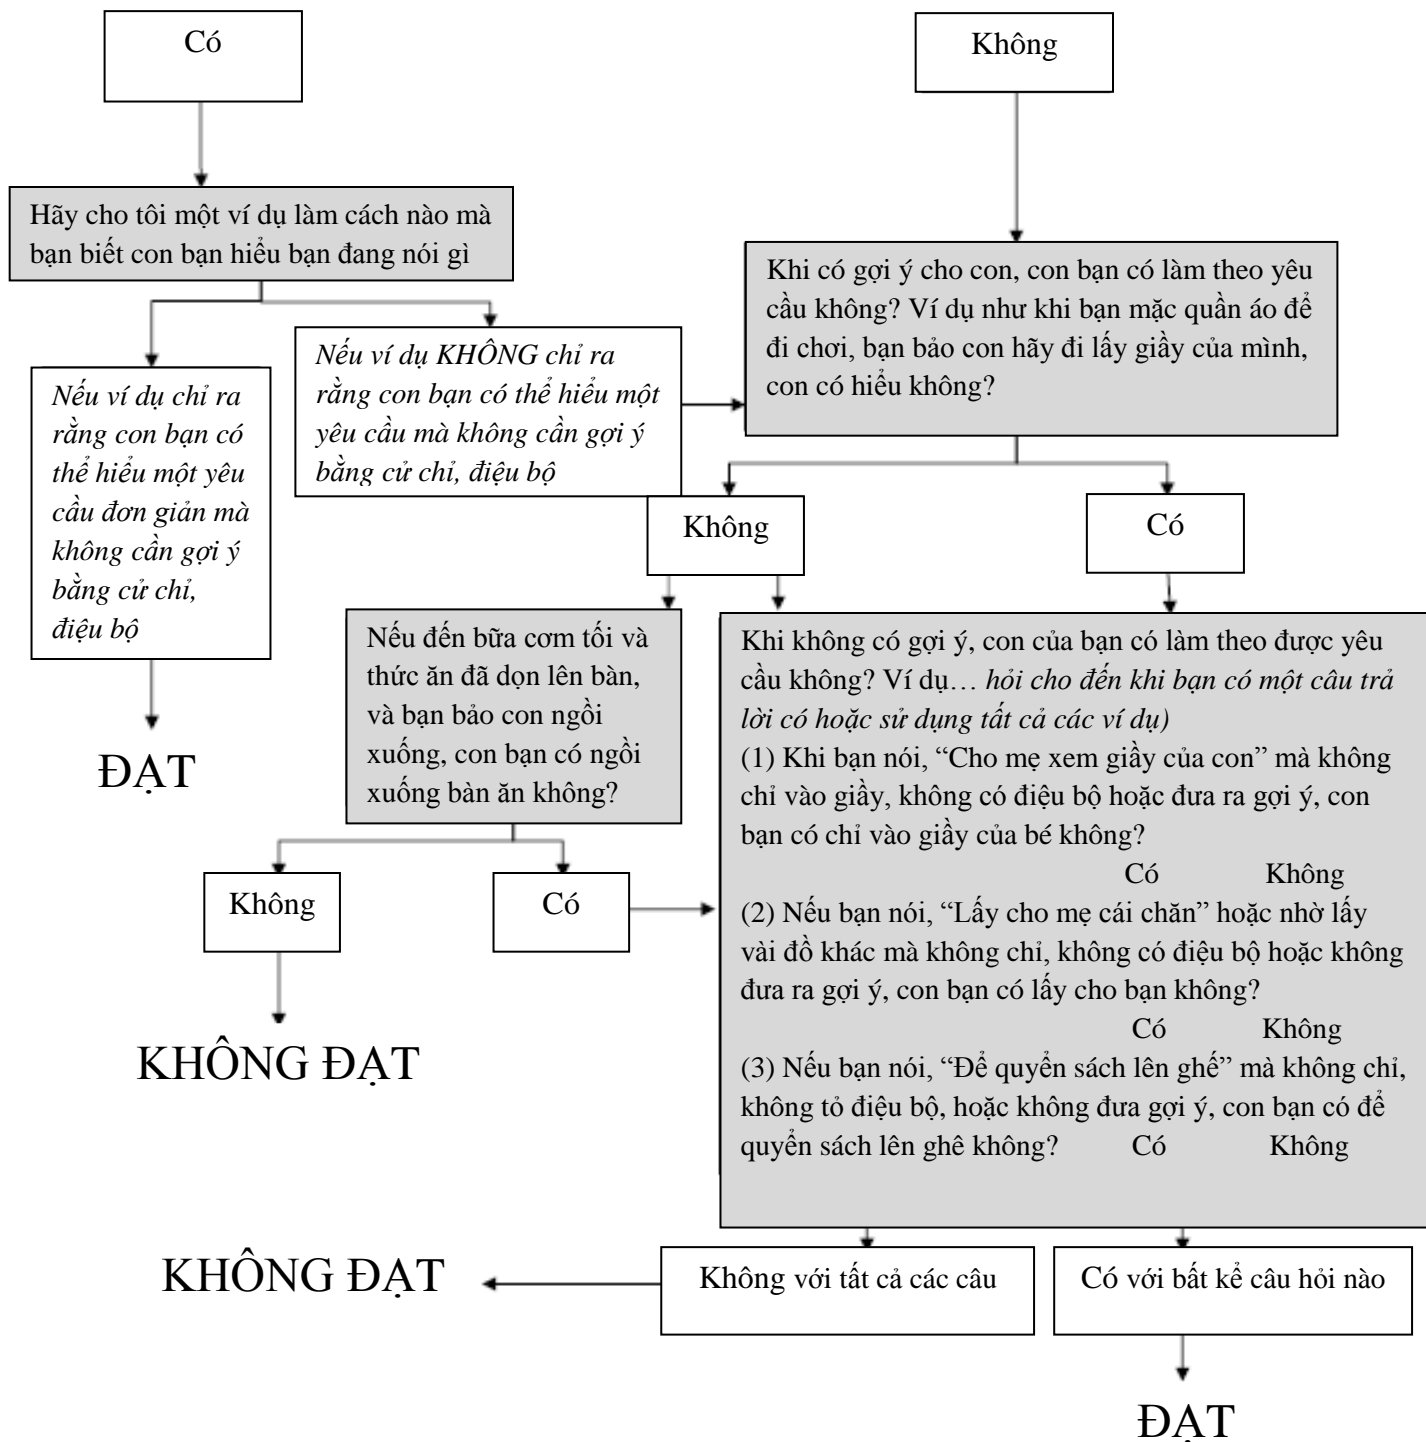 Có
Không
Hãy cho tôi một ví dụ làm cách nào mà
bạn biết con bạn hiểu bạn đang nói gì
Khi có gợi ý cho con, con bạn có làm theo yêu
cầu không? Ví dụ như khi bạn mặc quần áo để
đi chơi, bạn bảo con hãy đi lấy giầy của mình,
con có hiểu không?
Nếu ví dụ KHÔNG chỉ ra
rằng con bạn có thể hiểu một
yêu cầu mà không cần gợi ý
bằng cử chỉ, điệu bộ
Nếu ví dụ chỉ ra
rằng con bạn có
thể hiểu một yêu
cầu đơn giản mà
không cần gợi ý
bằng cử chỉ,
điệu bộ
Không
Có
ĐẠT
Nếu đến bữa cơm tối và
thức ăn đã dọn lên bàn,
và bạn bảo con ngồi
xuống, con bạn có ngồi
xuống bàn ăn không?
Không
Có
KHÔNG ĐẠT
Khi không có gợi ý, con của bạn có làm theo được yêu
cầu không? Ví dụ… hỏi cho đến khi bạn có một câu trả
lời có hoặc sử dụng tất cả các ví dụ)
(1) Khi bạn nói, “Cho mẹ xem giầy của con” mà không
chỉ vào giầy, không có điệu bộ hoặc đưa ra gợi ý, con
bạn có chỉ vào giầy của bé không?
Có Không
(2) Nếu bạn nói, “Lấy cho mẹ cái chăn” hoặc nhờ lấy
vài đồ khác mà không chỉ, không có điệu bộ hoặc không
đưa ra gợi ý, con bạn có lấy cho bạn không?
Có Không
(3) Nếu bạn nói, “Để quyển sách lên ghế” mà không chỉ,
không tỏ điệu bộ, hoặc không đưa gợi ý, con bạn có để
quyển sách lên ghê không? Có Không
KHÔNG ĐẠT
Không với tất cả các câu
Có với bất kể câu hỏi nào
ĐẠT